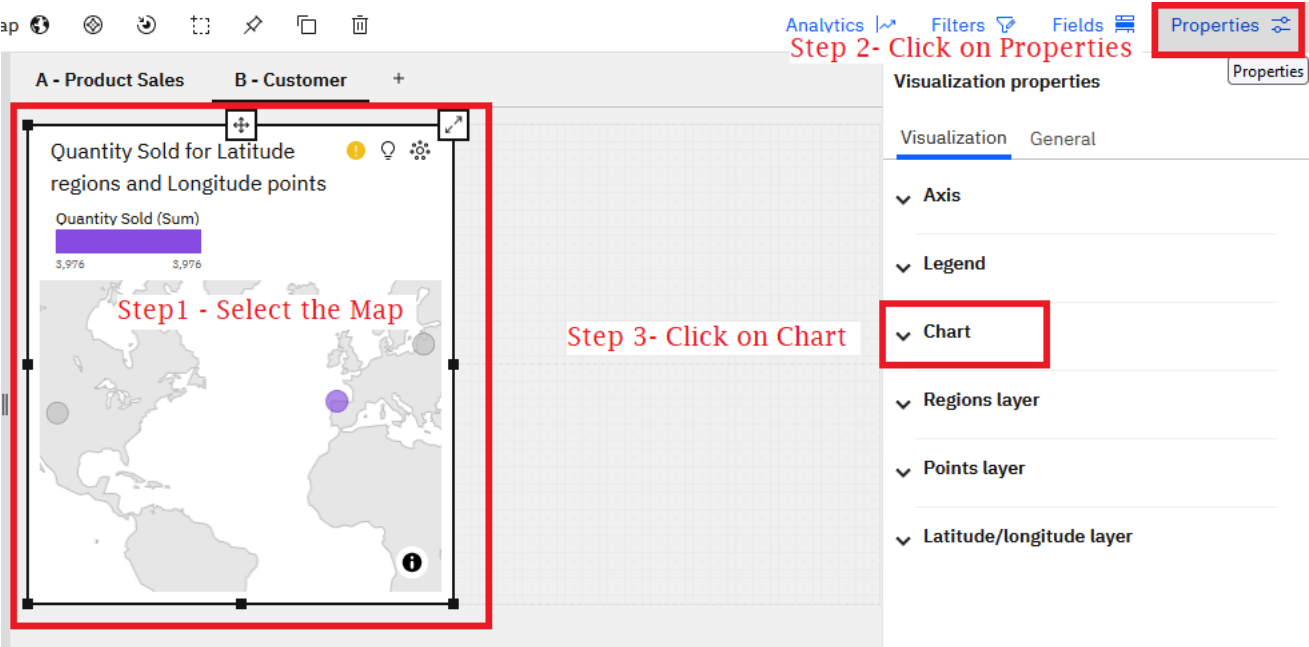 ap
Analytics Filters Fields Properties
Step 2- Click on Properties
Properties
A - Product Sales B - Customer +
Visualization properties
Visualization General
Quantity Sold for Latitude
regions and Longitude points
Quantity Sold (Sum)
3,976 3,976
Step1 - Select the Map
Axis
Legend
Step 3- Click on Chart
Chart
Regions layer
Points layer
Latitude/longitude layer